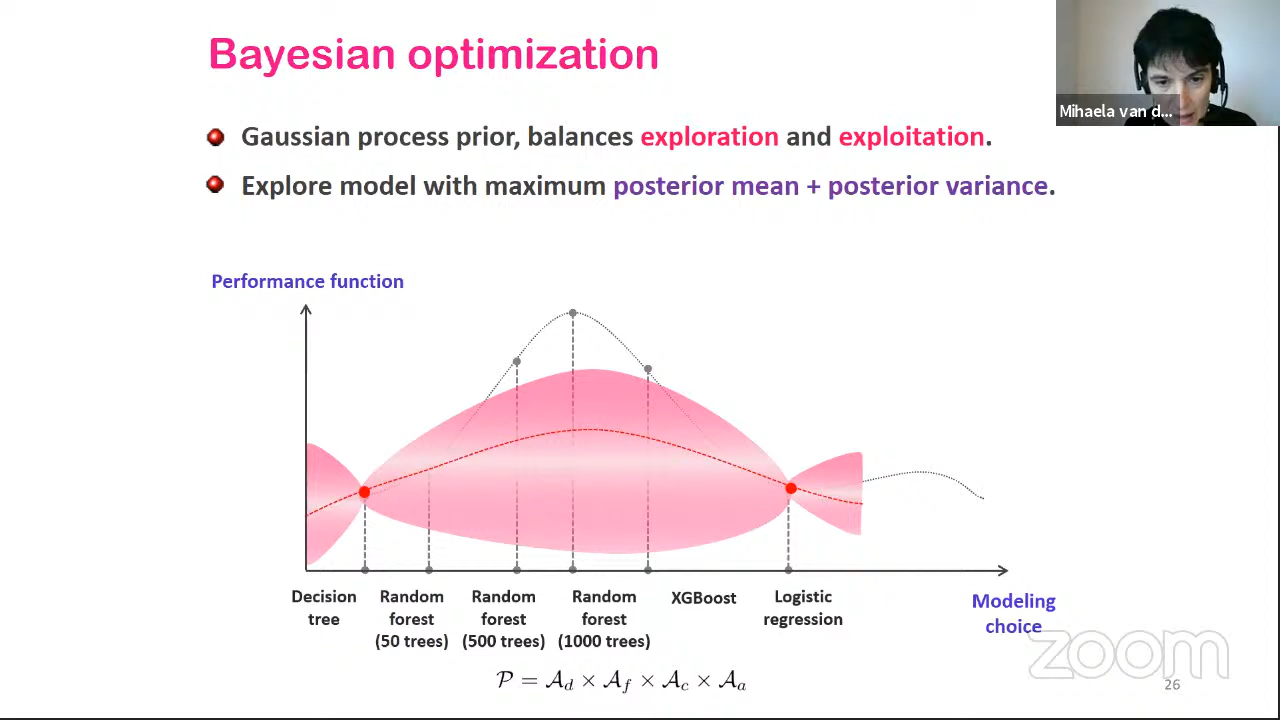 Bayesian optimization
Mihaela van d...
Gaussian process prior, balances exploration and exploitation.
Explore model with maximum posterior mean + posterior variance.
Performance function
Decision
tree
Random
forest
(50 trees)
Random
forest
(500 trees)
Random
forest
(1000 trees)
XGBoost
Logistic
regression
Modeling
choice
𝒫 = 𝒜_d × 𝒜_f × 𝒜_c × 𝒜_a
zoom
26